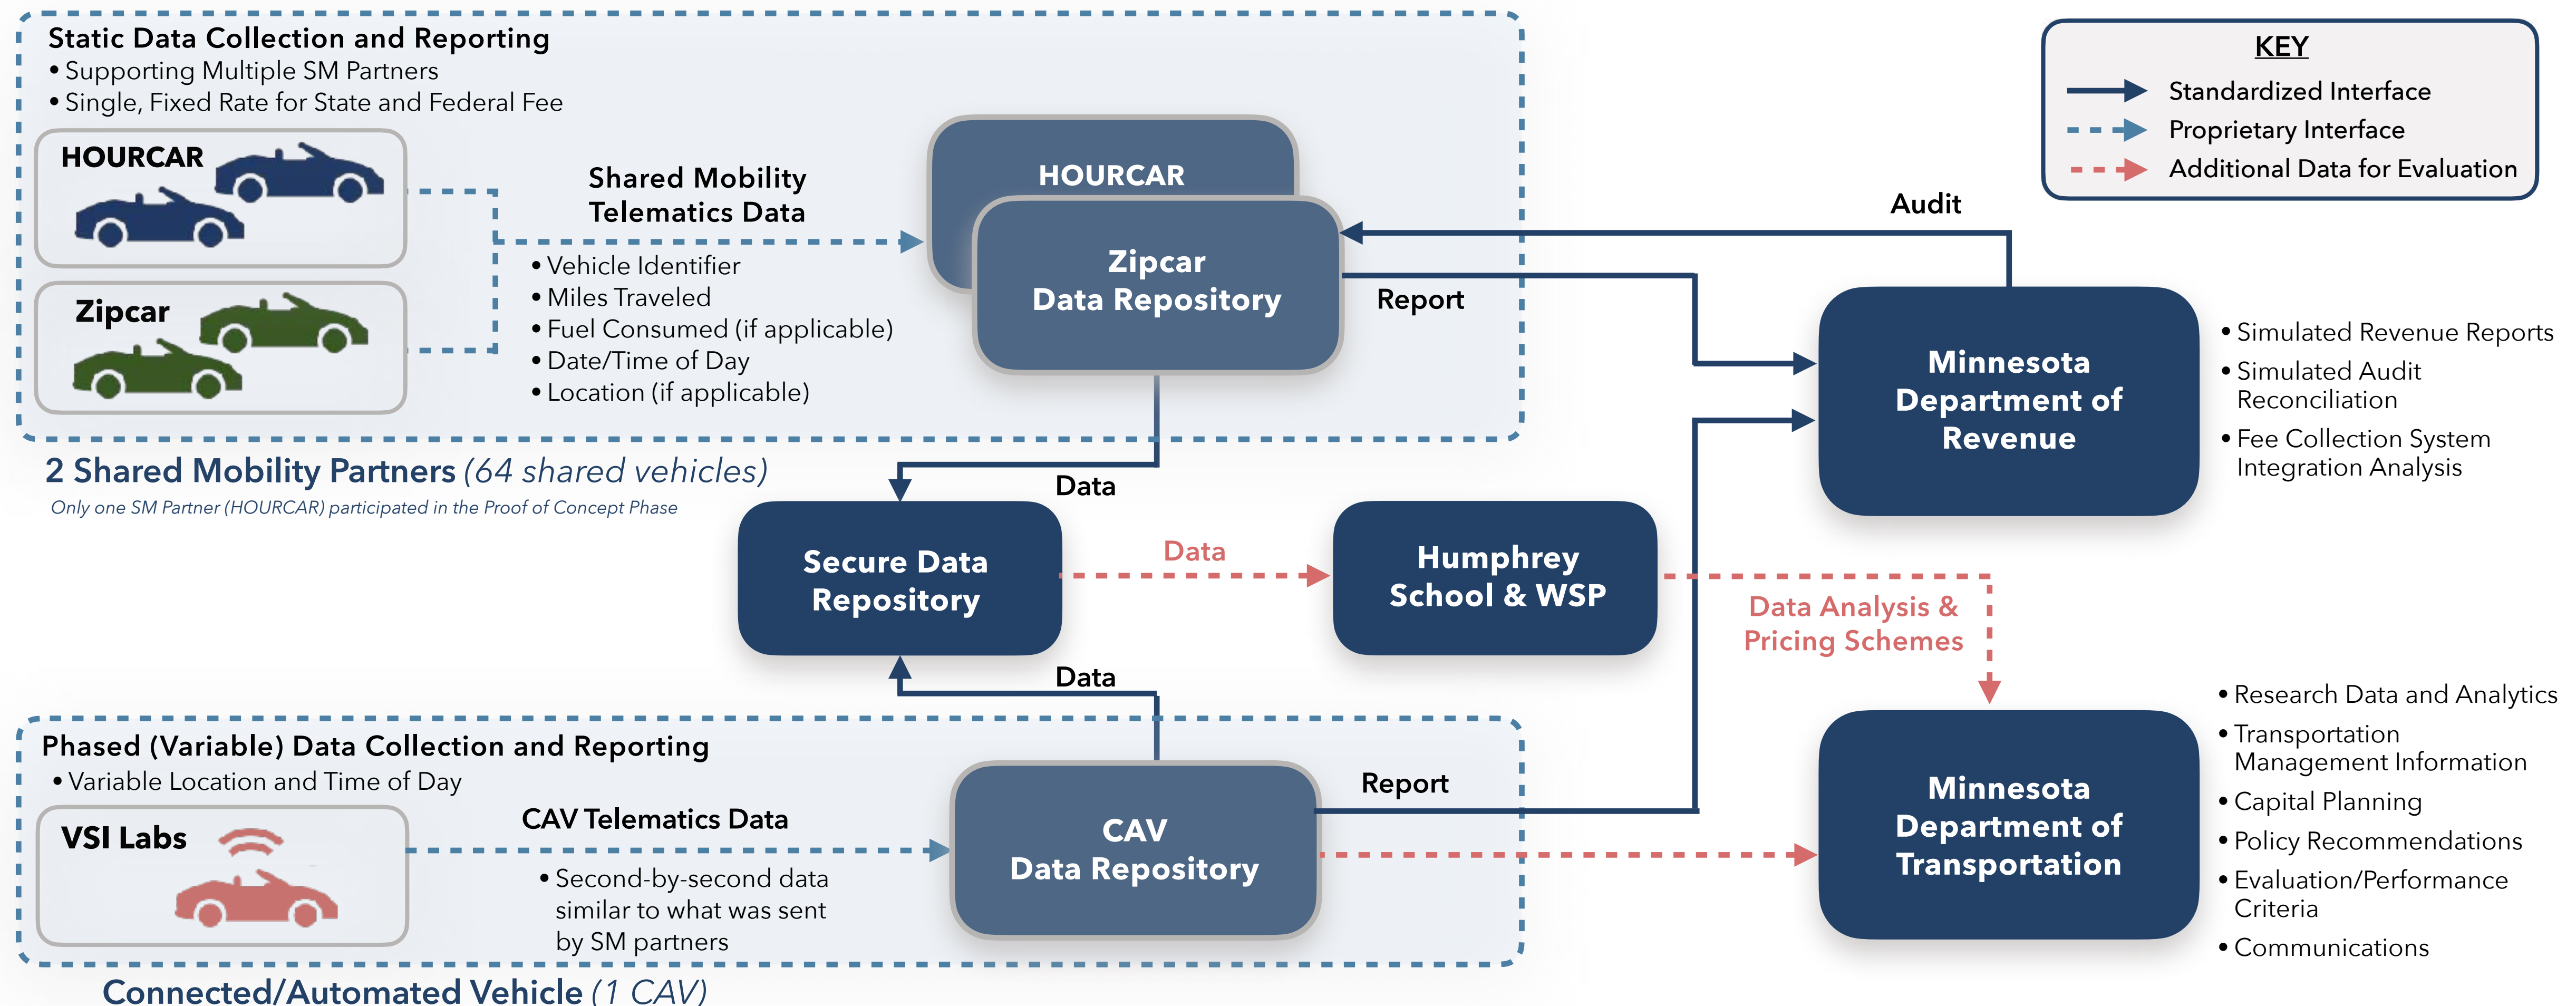 Static Data Collection and Reporting
• Supporting Multiple SM Partners
• Single, Fixed Rate for State and Federal Fee
HOURCAR
Zipcar
Shared Mobility
Telematics Data
• Vehicle Identifier
• Miles Traveled
• Fuel Consumed (if applicable)
• Date/Time of Day
• Location (if applicable)
HOURCAR
Zipcar
Data Repository
2 Shared Mobility Partners (64 shared vehicles)
Only one SM Partner (HOURCAR) participated in the Proof of Concept Phase
KEY
Standardized Interface
Proprietary Interface
Additional Data for Evaluation
Audit
Report
Minnesota
Department of
Revenue
• Simulated Revenue Reports
• Simulated Audit
Reconciliation
• Fee Collection System
Integration Analysis
Data
Secure Data
Repository
Data
Humphrey
School & WSP
Data Analysis &
Pricing Schemes
Data
Phased (Variable) Data Collection and Reporting
• Variable Location and Time of Day
VSI Labs
CAV Telematics Data
• Second-by-second data
similar to what was sent
by SM partners
CAV
Data Repository
Report
Connected/Automated Vehicle (1 CAV)
Minnesota
Department of
Transportation
• Research Data and Analytics
• Transportation
Management Information
• Capital Planning
• Policy Recommendations
• Evaluation/Performance
Criteria
• Communications